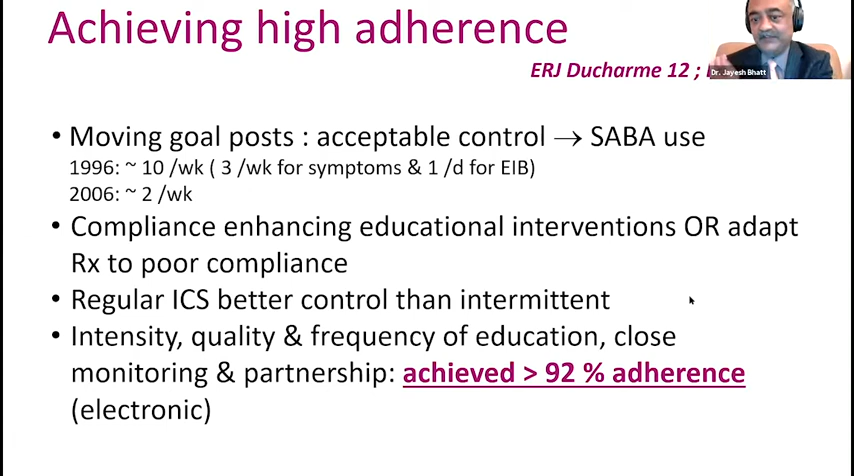 Achieving high adherence
ERJ Ducharme 12 ;
Dr. Jayesh Bhatt
• Moving goal posts : acceptable control → SABA use
1996: ~ 10 /wk ( 3 /wk for symptoms & 1 /d for EIB)
2006: ~ 2 /wk
• Compliance enhancing educational interventions OR adapt
Rx to poor compliance
• Regular ICS better control than intermittent
• Intensity, quality & frequency of education, close
monitoring & partnership: achieved > 92 % adherence
(electronic)